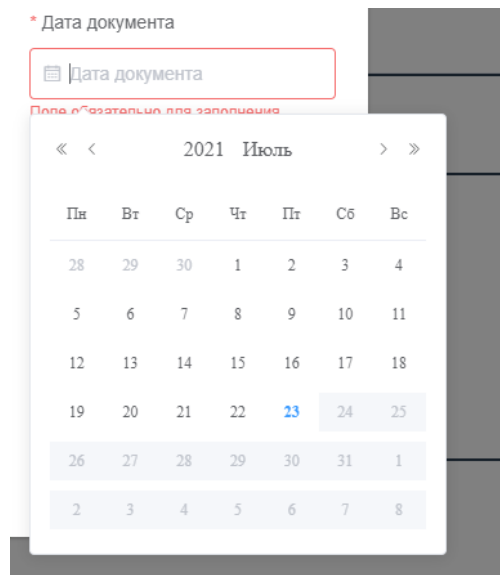 * Дата документа
Дата документа
Поле обязательно для заполнения
« < 2021 Июль > »
Пн Вт Ср Чт Пт Сб Вс
28 29 30 1 2 3 4
5 6 7 8 9 10 11
12 13 14 15 16 17 18
19 20 21 22 23 24 25
26 27 28 29 30 31 1
2 3 4 5 6 7 8